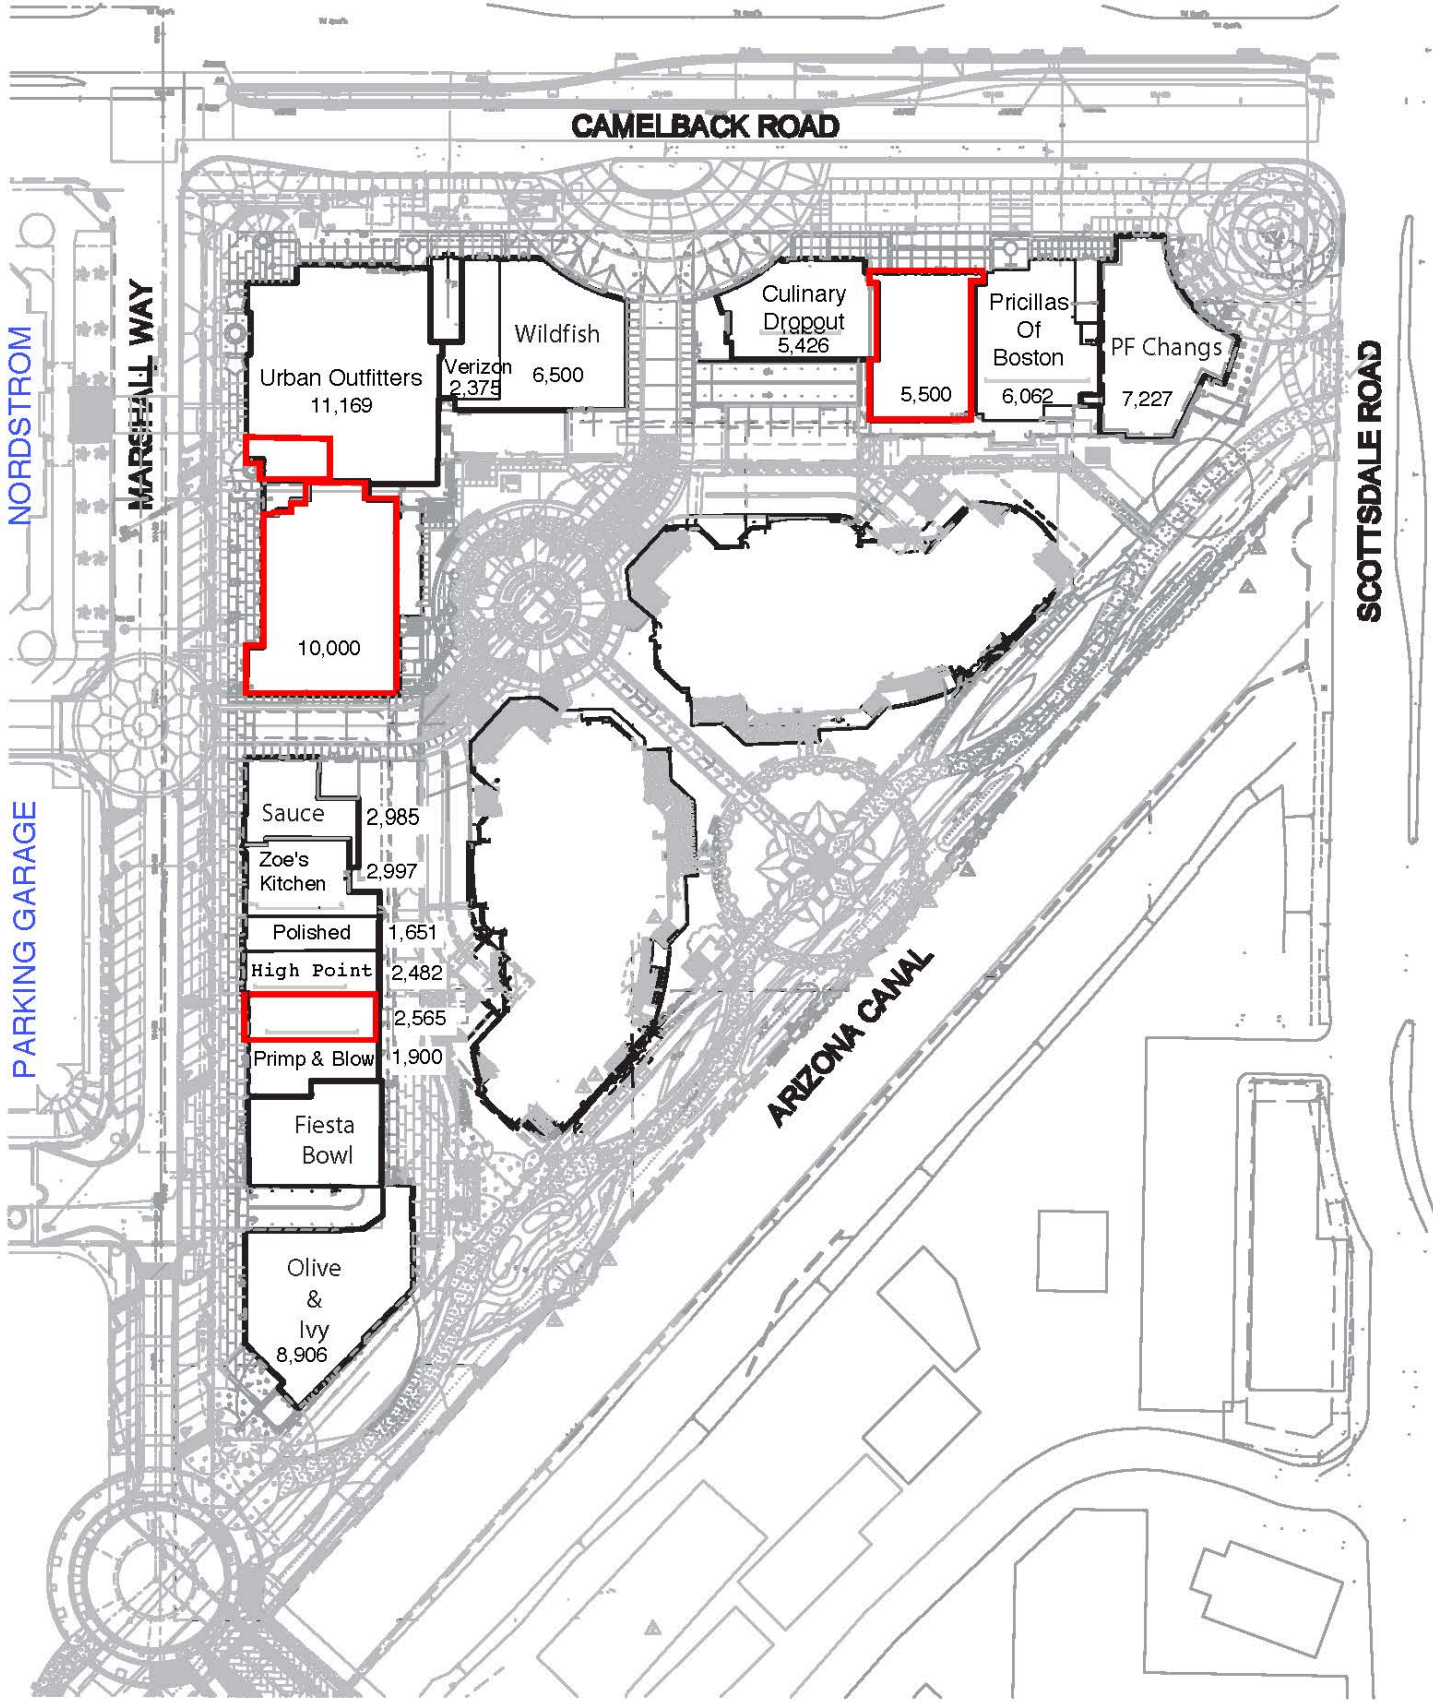 CAMELBACK ROAD
NORDSTROM
MARSHALL WAY
SCOTTSDALE ROAD
Urban Outfitters
11,169
Verizon
2,375
Wildfish
6,500
Culinary
Dropout
5,426
5,500
Pricillas
Of
Boston
6,062
PF Changs
7,227
10,000
PARKING GARAGE
Sauce
2,985
Zoe's
Kitchen
2,997
Polished
1,651
High Point
2,482
2,565
Primp & Blow
1,900
Fiesta
Bowl
Olive
&
Ivy
8,906
ARIZONA CANAL